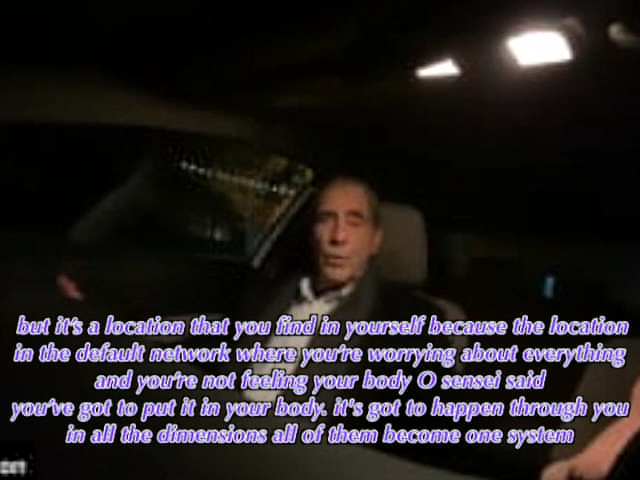 but it's a location that you find in yourself because the location
in the default network where you're worrying about everything
and you're not feeling your body O sensei said
you've got to put it in your body. it's got to happen through you
in all the dimensions all of them become one system